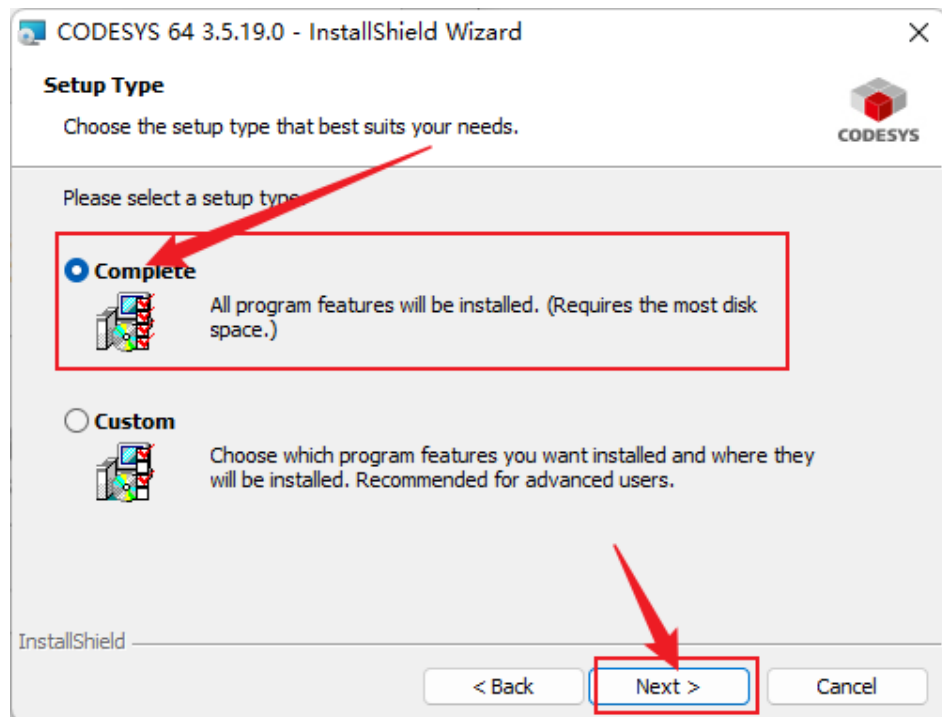 CODESYS 64 3.5.19.0 - InstallShield Wizard
Setup Type
Choose the setup type that best suits your needs.
CODESYS
Please select a setup type.
Complete
All program features will be installed. (Requires the most disk
space.)
Custom
Choose which program features you want installed and where they
will be installed. Recommended for advanced users.
InstallShield
< Back
Next >
Cancel